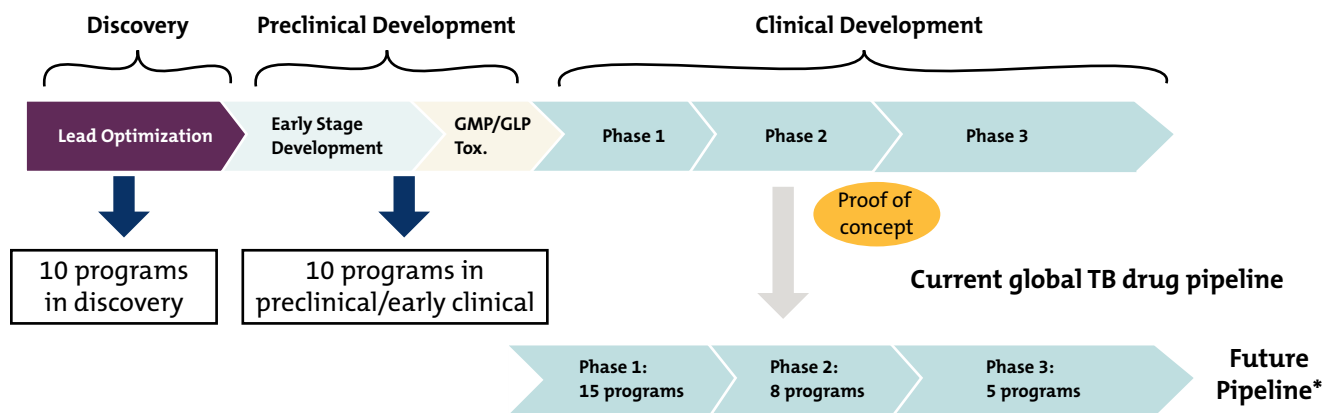 Discovery
Preclinical Development
Clinical Development
Lead Optimization
Early Stage
Development
GMP/GLP
Tox.
Phase 1
Phase 2
Phase 3
Proof of
concept
10 programs
in discovery
10 programs in
preclinical/early clinical
Current global TB drug pipeline
Phase 1:
15 programs
Phase 2:
8 programs
Phase 3:
5 programs
Future
Pipeline*